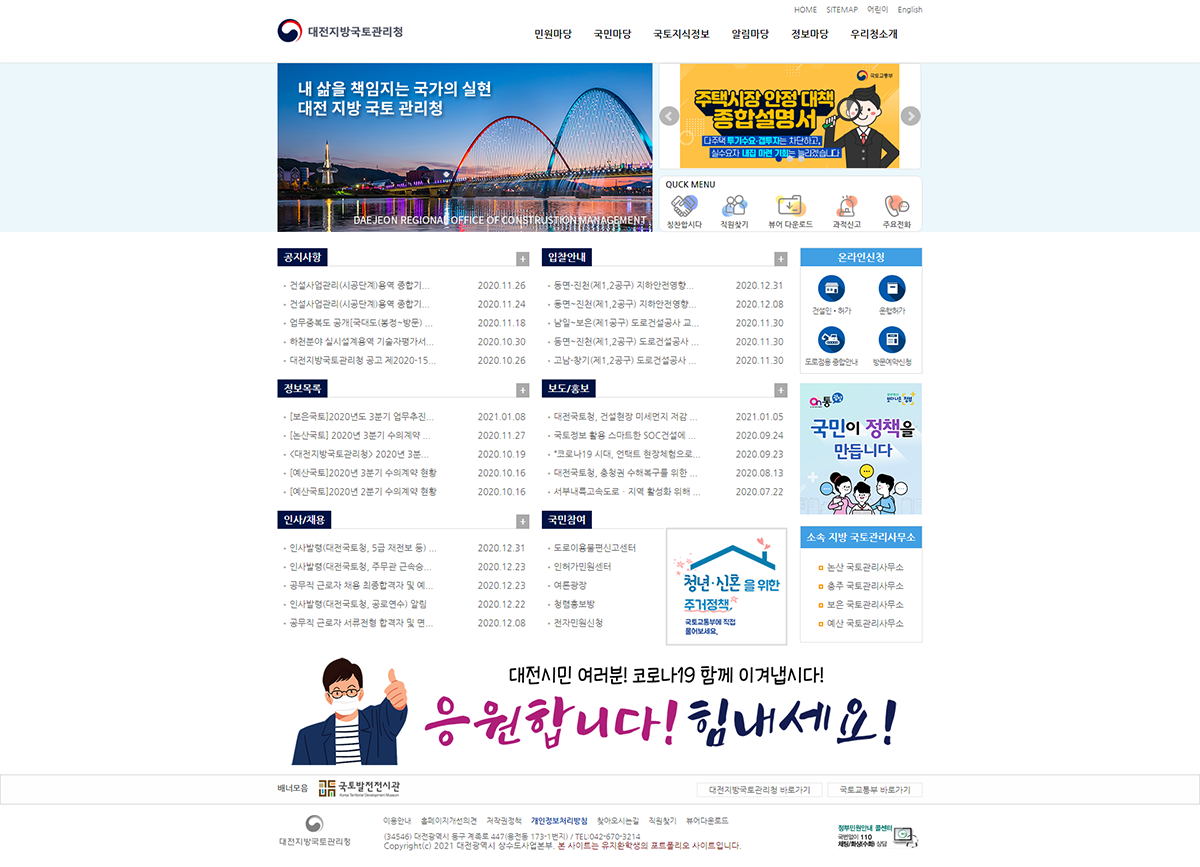 HOME SITEMAP 어린이 English
대전지방국토관리청
민원마당 국민마당 국토지식정보 알림마당 정보마당 우리청소개
내 삶을 책임지는 국가의 실현
대전 지방 국토 관리청
DAEJEON REGIONAL OFFICE OF CONSTRUSTION MANAGEMENT
국토교통부
주택시장 안정 대책
종합설명서
다주택 투기수요·갭투자는 차단하고,
실수요자 내집 마련 기회는 늘리겠습니다
QUCK MENU
칭찬합시다 직원찾기 뷰어 다운로드 과적신고 주요전화
공지사항
건설사업관리(시공단계)용역 종합기... 2020.11.26
건설사업관리(시공단계)용역 종합기... 2020.11.24
업무중복도 공개[국대도(봉정~방문) ... 2020.11.18
하천분야 실시설계용역 기술자평가서... 2020.10.30
대전지방국토관리청 공고 제2020-15... 2020.10.26
입찰안내
동면-진천(제1,2공구) 지하안전영향... 2020.12.31
동면~진천(제1,2공구) 지하안전영향... 2020.12.08
남일~보은(제1공구) 도로건설공사 교... 2020.11.30
동면~진천(제1,2공구) 도로건설공사 ... 2020.11.30
고남-창기(제1,2공구) 도로건설공사 ... 2020.11.30
온라인신청
건설인·허가 운행허가
도로점용 종합안내 방문예약신청
정보목록
[보은국토]2020년도 3분기 업무추진... 2021.01.08
[논산국토] 2020년 3분기 수의계약 ... 2020.11.27
<대전지방국토관리청> 2020년 3분... 2020.10.19
[예산국토]2020년 3분기 수의계약 현황 2020.10.16
[예산국토]2020년 2분기 수의계약 현황 2020.10.16
보도/홍보
대전국토청, 건설현장 미세먼지 저감 ... 2021.01.05
국토정보 활용 스마트한 SOC건설에 ... 2020.09.24
"코로나19 시대, 언택트 현장체험으로... 2020.09.23
대전국토청, 충청권 수해복구를 위한 ... 2020.08.13
서부내륙고속도로 · 지역 활성화 위해 ... 2020.07.22
국민이 정책을
만듭니다
인사/채용
인사발령(대전국토청, 5급 재전보 등) ... 2020.12.31
인사발령(대전국토청, 주무관 근속승... 2020.12.23
공무직 근로자 채용 최종합격자 및 예... 2020.12.23
인사발령(대전국토청, 공로연수) 알림 2020.12.22
공무직 근로자 서류전형 합격자 및 면... 2020.12.08
국민참여
도로이용불편신고센터
인허가민원센터
여론광장
청렴홍보방
전자민원신청
청년·신혼 을 위한
주거정책,
국토교통부에 직접
물어보세요.
소속 지방 국토관리사무소
논산 국토관리사무소
충주 국토관리사무소
보은 국토관리사무소
예산 국토관리사무소
대전시민 여러분! 코로나19 함께 이겨냅시다!
응원합니다! 힘내세요!
배너모음 국토발전전시관
대전지방국토관리청 바로가기 국토교통부 바로가기
대전지방국토관리청
이용안내 홈페이지개선의견 저작권정책 개인정보처리방침 찾아오시는길 직원찾기 뷰어다운로드
(34546) 대전광역시 동구 계족로 447(용전동 173-1번지) / TEL:042-670-3214
Copyright(c) 2021 대전광역시 상수도사업본부. 본 사이트는 유지환학생의 포트폴리오 사이트입니다.
정부민원안내 콜센터
국번없이 110
채팅/화상(수화) 상담